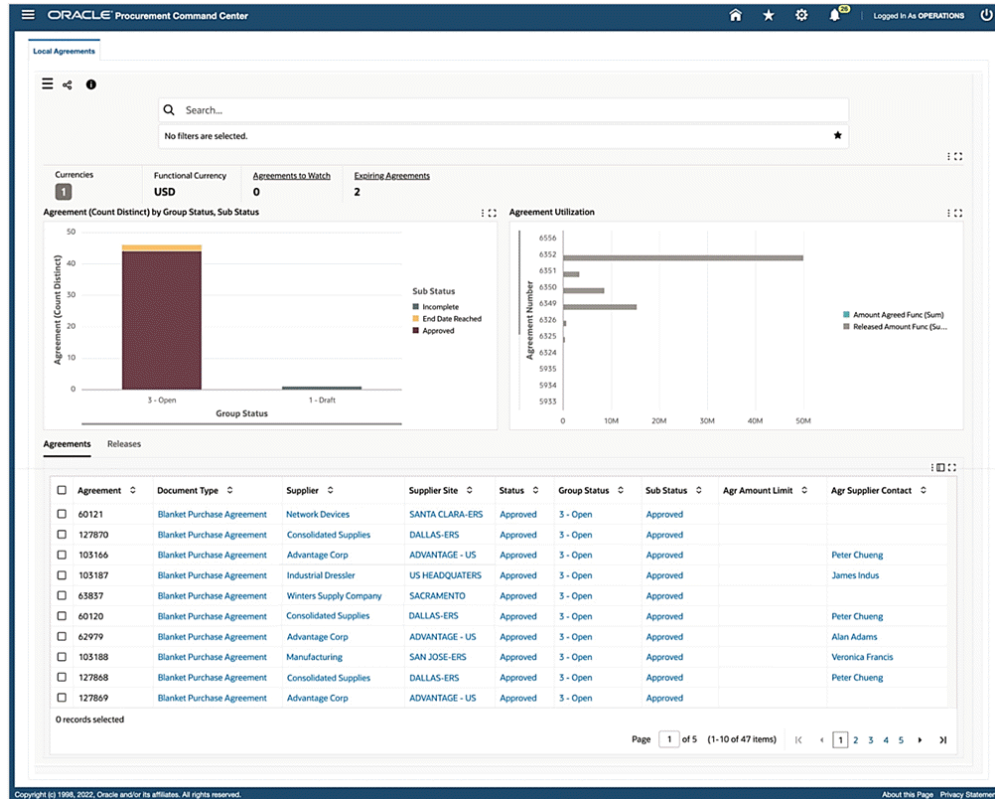 ORACLE Procurement Command Center
26
Logged In As OPERATIONS
Local Agreements
Search...
No filters are selected.
Currencies
1
Functional Currency
USD
Agreements to Watch
0
Expiring Agreements
2
Agreement (Count Distinct) by Group Status, Sub Status
Agreement (Count Distinct)
50
40
30
20
10
0
3 - Open
1 - Draft
Group Status
Sub Status
Incomplete
End Date Reached
Approved
Agreement Utilization
Agreement Number
6556
6352
6351
6350
6349
6326
6325
6324
5935
5934
5933
0 10M 20M 30M 40M 50M
Amount Agreed Func (Sum)
Released Amount Func (Su...
Agreements Releases
Agreement Document Type Supplier Supplier Site Status Group Status Sub Status Agr Amount Limit Agr Supplier Contact
60121 Blanket Purchase Agreement Network Devices SANTA CLARA-ERS Approved 3 - Open Approved
127870 Blanket Purchase Agreement Consolidated Supplies DALLAS-ERS Approved 3 - Open Approved
103166 Blanket Purchase Agreement Advantage Corp ADVANTAGE - US Approved 3 - Open Approved Peter Chueng
103187 Blanket Purchase Agreement Industrial Dressler US HEADQUATERS Approved 3 - Open Approved James Indus
63837 Blanket Purchase Agreement Winters Supply Company SACRAMENTO Approved 3 - Open Approved
60120 Blanket Purchase Agreement Consolidated Supplies DALLAS-ERS Approved 3 - Open Approved Peter Chueng
62979 Blanket Purchase Agreement Advantage Corp ADVANTAGE - US Approved 3 - Open Approved Alan Adams
103188 Blanket Purchase Agreement Manufacturing SAN JOSE-ERS Approved 3 - Open Approved Veronica Francis
127868 Blanket Purchase Agreement Consolidated Supplies DALLAS-ERS Approved 3 - Open Approved Peter Chueng
127869 Blanket Purchase Agreement Advantage Corp ADVANTAGE - US Approved 3 - Open Approved
0 records selected
Page 1 of 5 (1-10 of 47 items) 1 2 3 4 5
Copyright (c) 1998, 2022, Oracle and/or its affiliates. All rights reserved.
About this Page Privacy Statemen